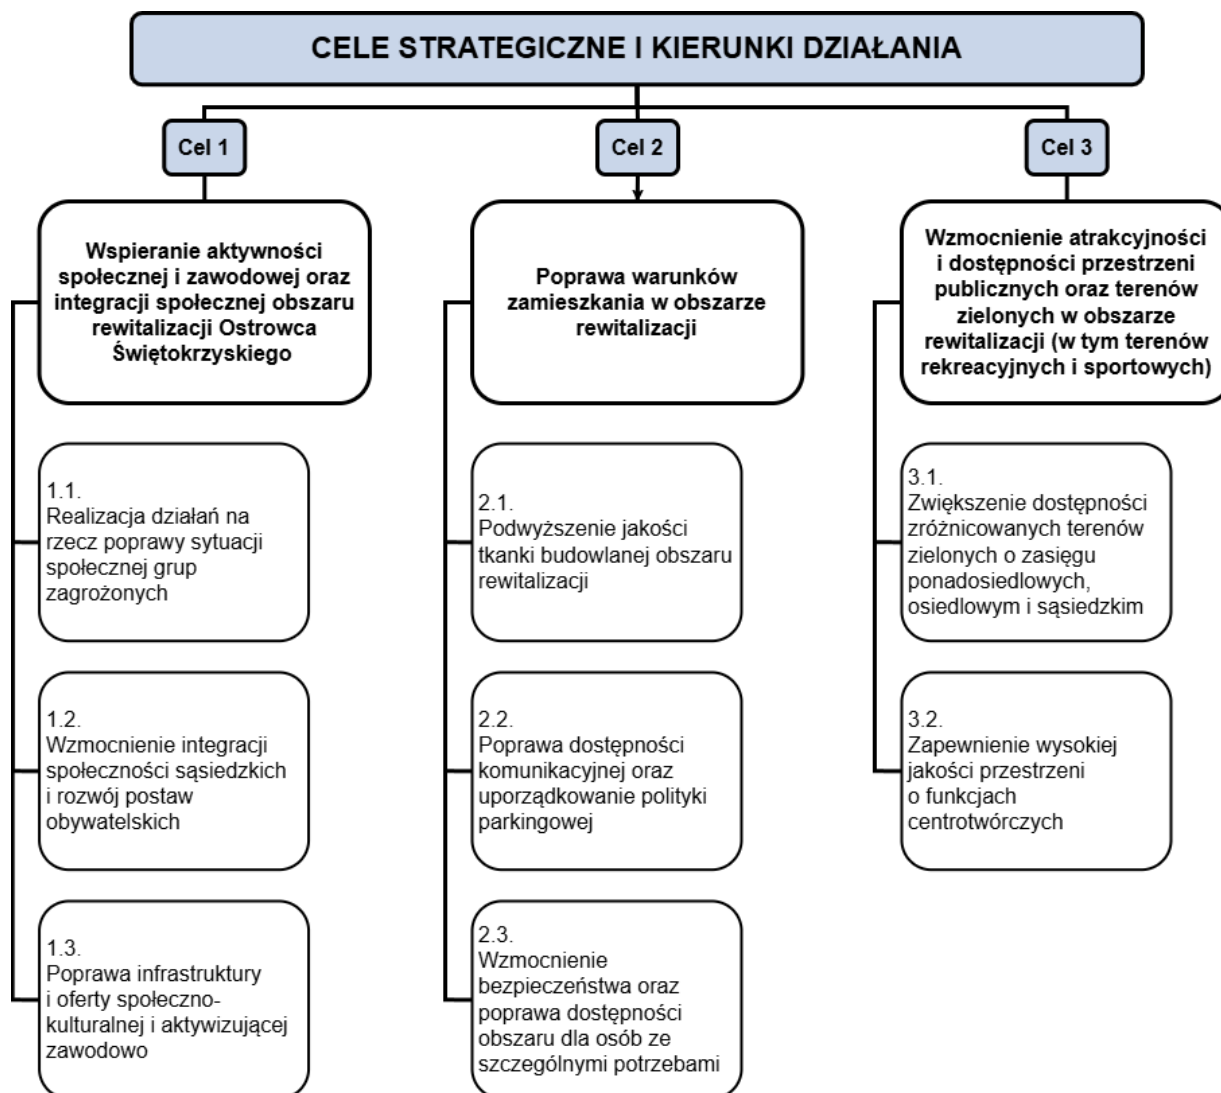 CELE STRATEGICZNE I KIERUNKI DZIAŁANIA
Cel 1
Wspieranie aktywności
społecznej i zawodowej oraz
integracji społecznej obszaru
rewitalizacji Ostrowca
Świętokrzyskiego
1.1.
Realizacja działań na
rzecz poprawy sytuacji
społecznej grup
zagrożonych
1.2.
Wzmocnienie integracji
społeczności sąsiedzkich
i rozwój postaw
obywatelskich
1.3.
Poprawa infrastruktury
i oferty społeczno-
kulturalnej i aktywizującej
zawodowo
Cel 2
Poprawa warunków
zamieszkania w obszarze
rewitalizacji
2.1.
Podwyższenie jakości
tkanki budowlanej obszaru
rewitalizacji
2.2.
Poprawa dostępności
komunikacyjnej oraz
uporządkowanie polityki
parkingowej
2.3.
Wzmocnienie
bezpieczeństwa oraz
poprawa dostępności
obszaru dla osób ze
szczególnymi potrzebami
Cel 3
Wzmocnienie atrakcyjności
i dostępności przestrzeni
publicznych oraz terenów
zielonych w obszarze
rewitalizacji (w tym terenów
rekreacyjnych i sportowych)
3.1.
Zwiększenie dostępności
zróżnicowanych terenów
zielonych o zasięgu
ponadosiedlowych,
osiedlowym i sąsiedzkim
3.2.
Zapewnienie wysokiej
jakości przestrzeni
o funkcjach
centrotwórczych